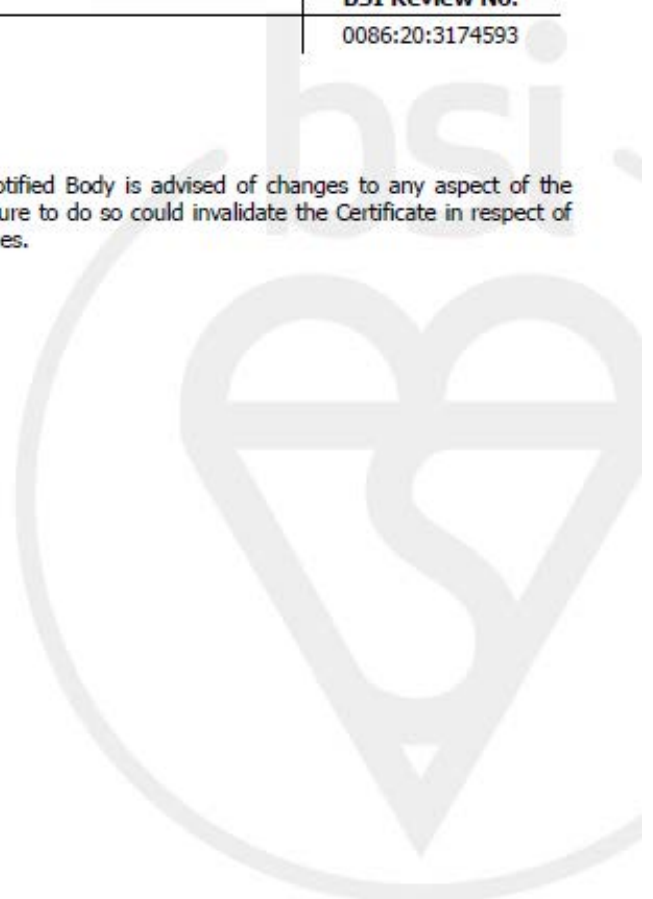 BSI Review No.
0086:20:3174593
bsi
otified Body is advised of changes to any aspect of the
ure to do so could invalidate the Certificate in respect of
es.